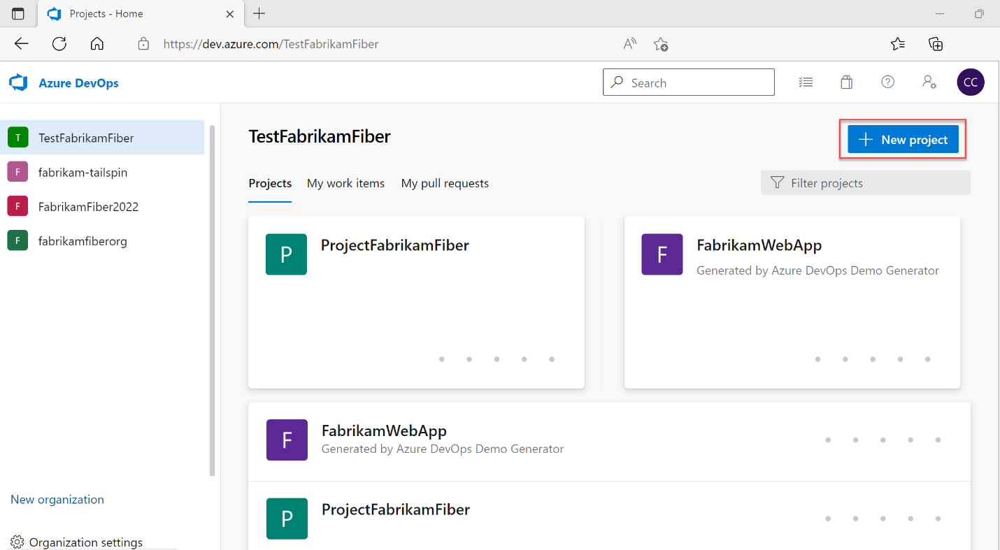 Projects - Home
https://dev.azure.com/TestFabrikamFiber
Azure DevOps
Search
CC
T TestFabrikamFiber
F fabrikam-tailspin
F FabrikamFiber2022
F fabrikamfiberorg
New organization
Organization settings
TestFabrikamFiber
New project
Projects My work items My pull requests
Filter projects
P ProjectFabrikamFiber
F FabrikamWebApp
Generated by Azure DevOps Demo Generator
F FabrikamWebApp
Generated by Azure DevOps Demo Generator
P ProjectFabrikamFiber